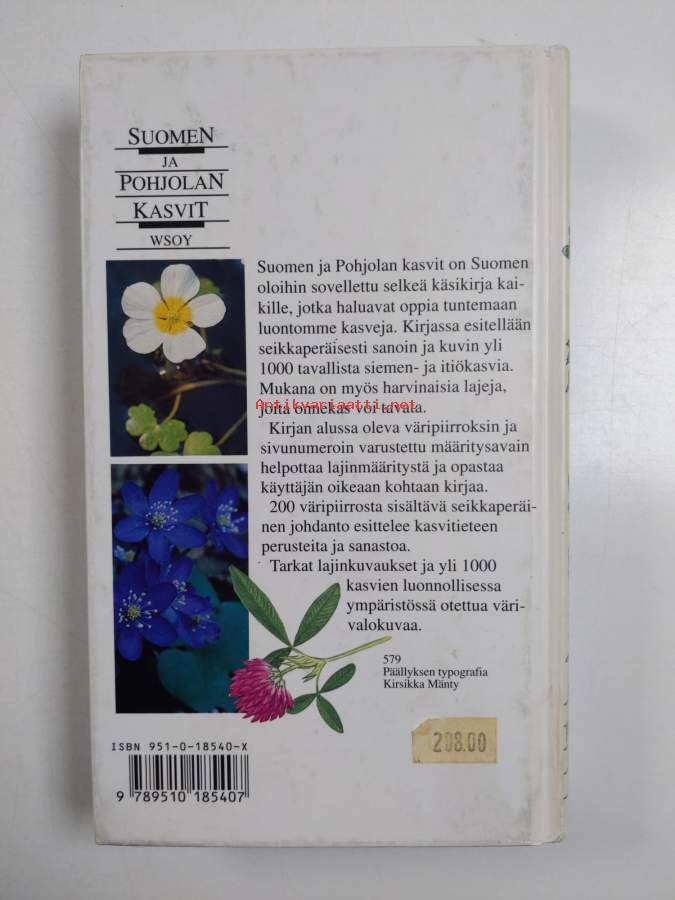 SUOMEN
JA
POHJOLAN
KASVIT
WSOY
Suomen ja Pohjolan kasvit on Suomen
oloihin sovellettu selkeä käsikirja kai-
kille, jotka haluavat oppia tuntemaan
luontomme kasveja. Kirjassa esitellään
seikkaperäisesti sanoin ja kuvin yli
1000 tavallista siemen- ja itiökasvia.
Mukana on myös harvinaisia lajeja,
Antikvariaatti.net
joita onnekas voi tavata.
Kirjan alussa oleva väripiirroksin ja
sivunumeroin varustettu määritysavain
helpottaa lajinmääritystä ja opastaa
käyttäjän oikeaan kohtaan kirjaa.
200 väripiirrosta sisältävä seikkaperäi-
nen johdanto esittelee kasvitieteen
perusteita ja sanastoa.
Tarkat lajinkuvaukset ja yli 1000
kasvien luonnollisessa
ympäristössä otettua väri-
valokuvaa.
579
Päällyksen typografia
Kirsikka Mänty
208.00
ISBN 951-0-18540-X
9 789510 185407